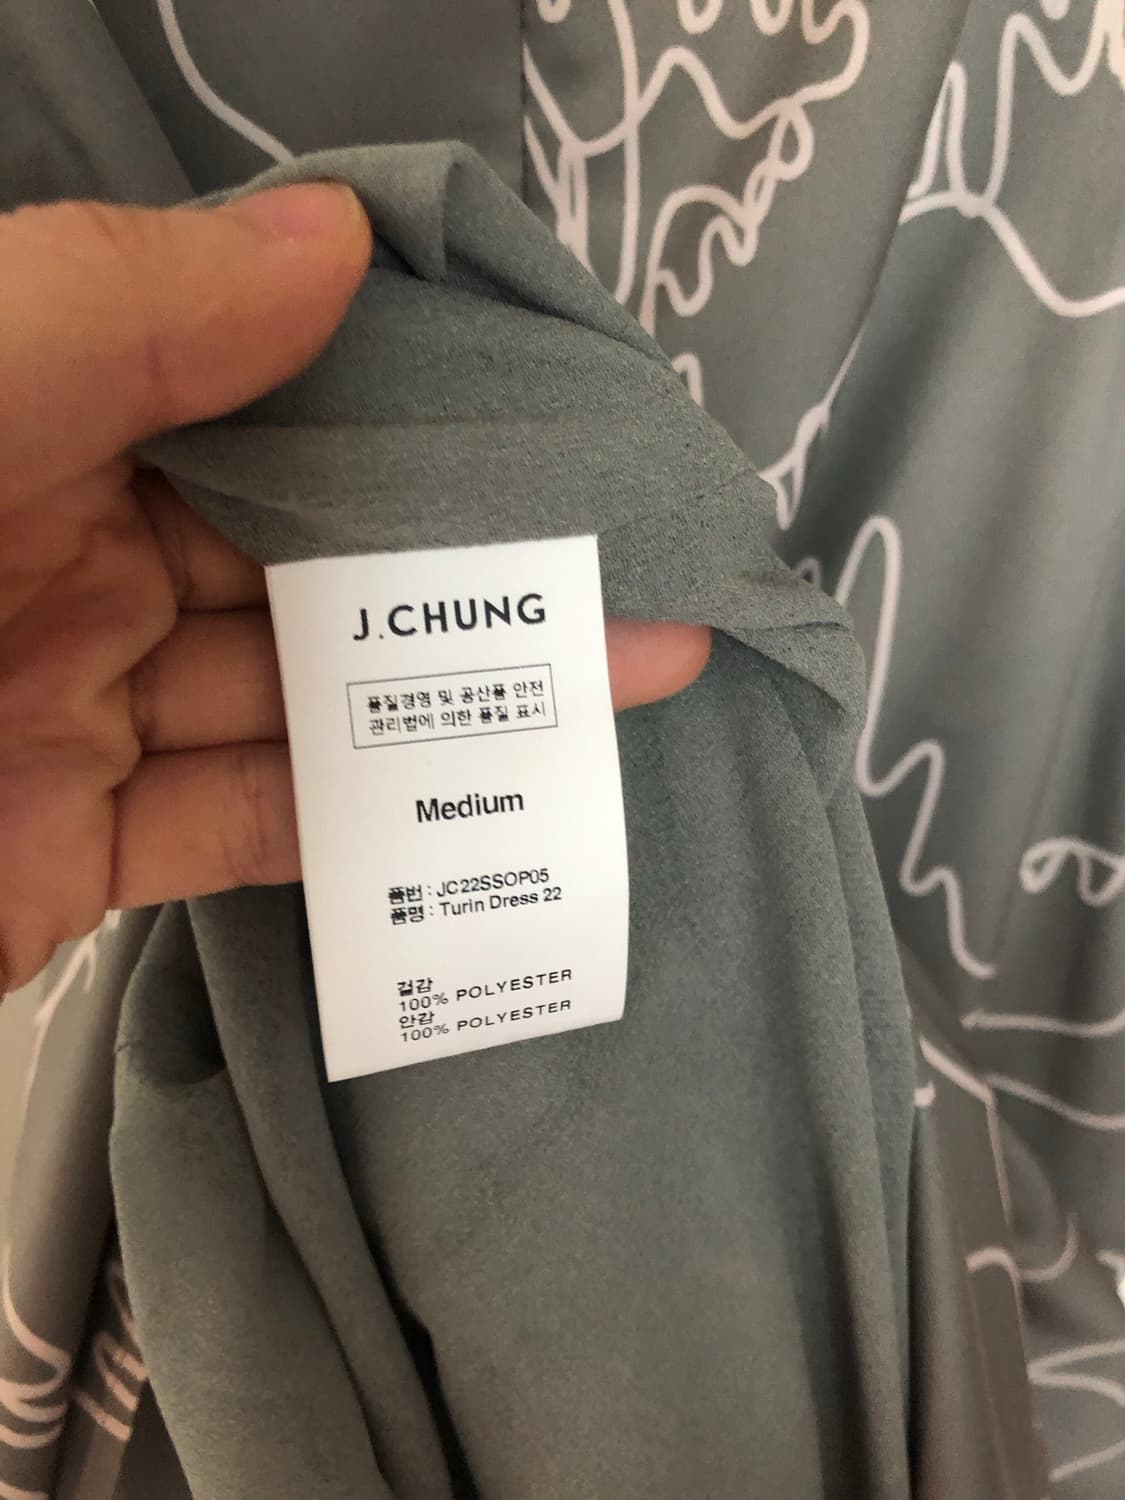 J.CHUNG
품질경영 및 공산품 안전
관리법에 의한 품질 표시
Medium
품번 : JC22SSOP05
품명 : Turin Dress 22
겉감
100% POLYESTER
안감
100% POLYESTER